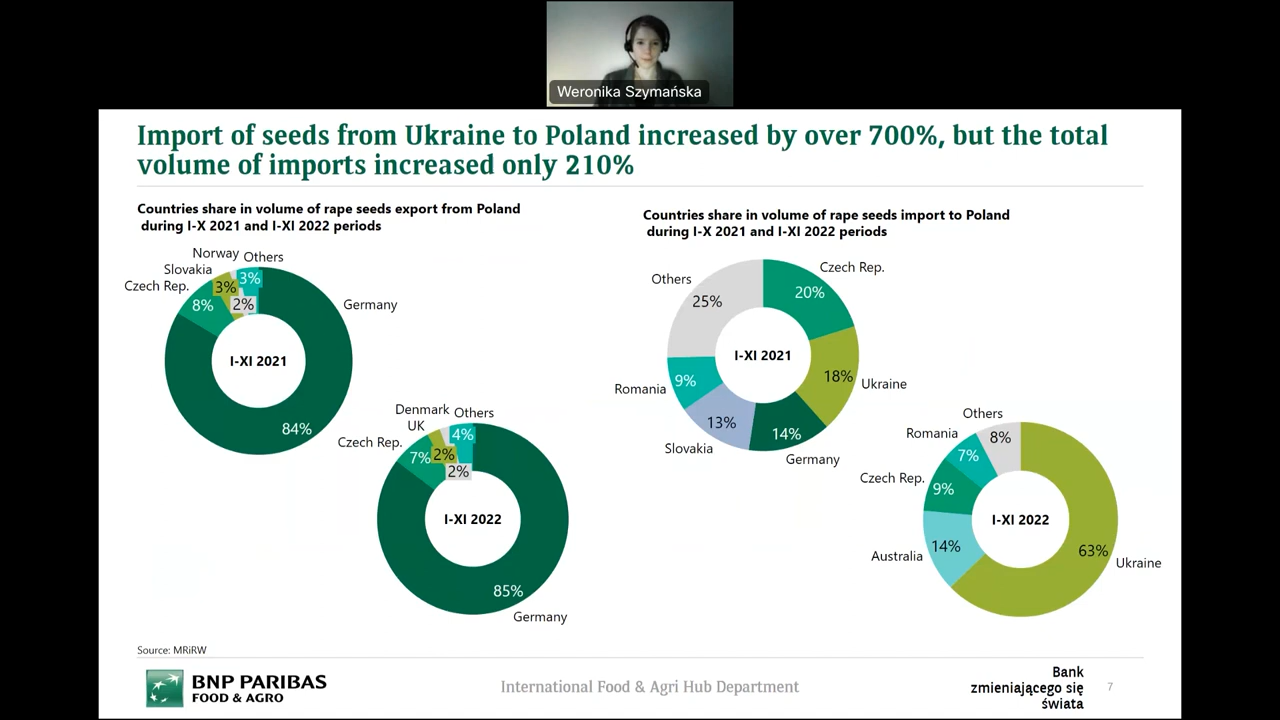 Weronika Szymańska
Import of seeds from Ukraine to Poland increased by over 700%, but the total
volume of imports increased only 210%
Countries share in volume of rape seeds export from Poland
during I-X 2021 and I-XI 2022 periods
Norway
Others
Slovakia
Czech Rep.
3%
3%
8%
2%
Germany
I-XI 2021
84%
Denmark
Others
UK
Czech Rep.
4%
7%
2%
2%
I-XI 2022
85%
Germany
Countries share in volume of rape seeds import to Poland
during I-X 2021 and I-XI 2022 periods
Czech Rep.
Others
20%
25%
I-XI 2021
18%
Ukraine
9%
Romania
13%
14%
Slovakia
Germany
Others
Romania
8%
7%
Czech Rep.
9%
I-XI 2022
14%
Australia
63%
Ukraine
Source: MRiRW
BNP PARIBAS
FOOD & AGRO
International Food & Agri Hub Department
Bank
zmieniającego się
świata
7